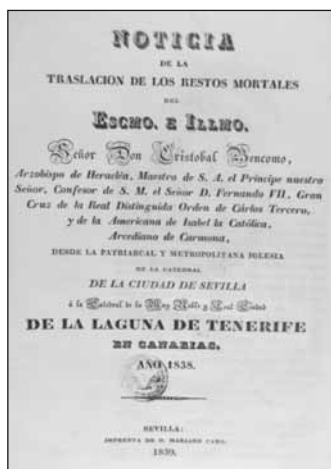 NOTICIA
DE LA
TRASLACION DE LOS RESTOS MORTALES
DEL
ESCMO. E ILLMO.
Señor Don Cristobal Bencomo,
Arzobispo de Heraclea, Maestro de S. A. el Príncipe nuestro
Señor, Confesor de S. M. el Señor D. Fernando VII, Gran
Cruz de la Real Distinguida Orden de Cárlos Tercero,
y de la Americana de Isabel la Católica,
Arcediano de Carmona,
DESDE LA PATRIARCAL Y METROPOLITANA IGLESIA
DE LA CATEDRAL
DE LA CIUDAD DE SEVILLA
á la Catedral de la Muy Noble y Leal Ciudad
DE LA LAGUNA DE TENERIFE
EN CANARIAS.
AÑO 1838.
SEVILLA:
IMPRENTA DE D. MARIANO CARO.
1839.